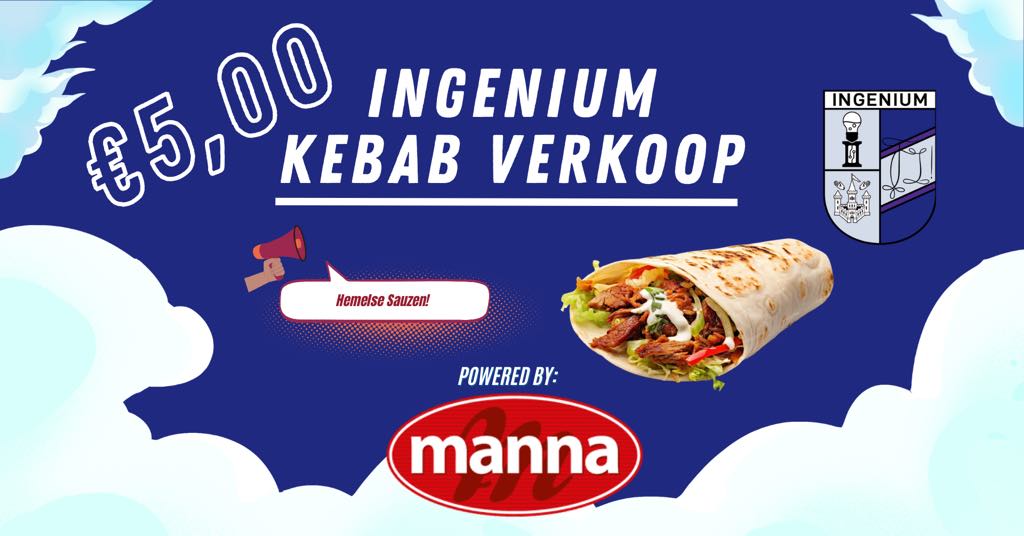 €5,00
INGENIUM
KEBAB VERKOOP
INGENIUM
Hemelse Sauzen!
POWERED BY:
manna